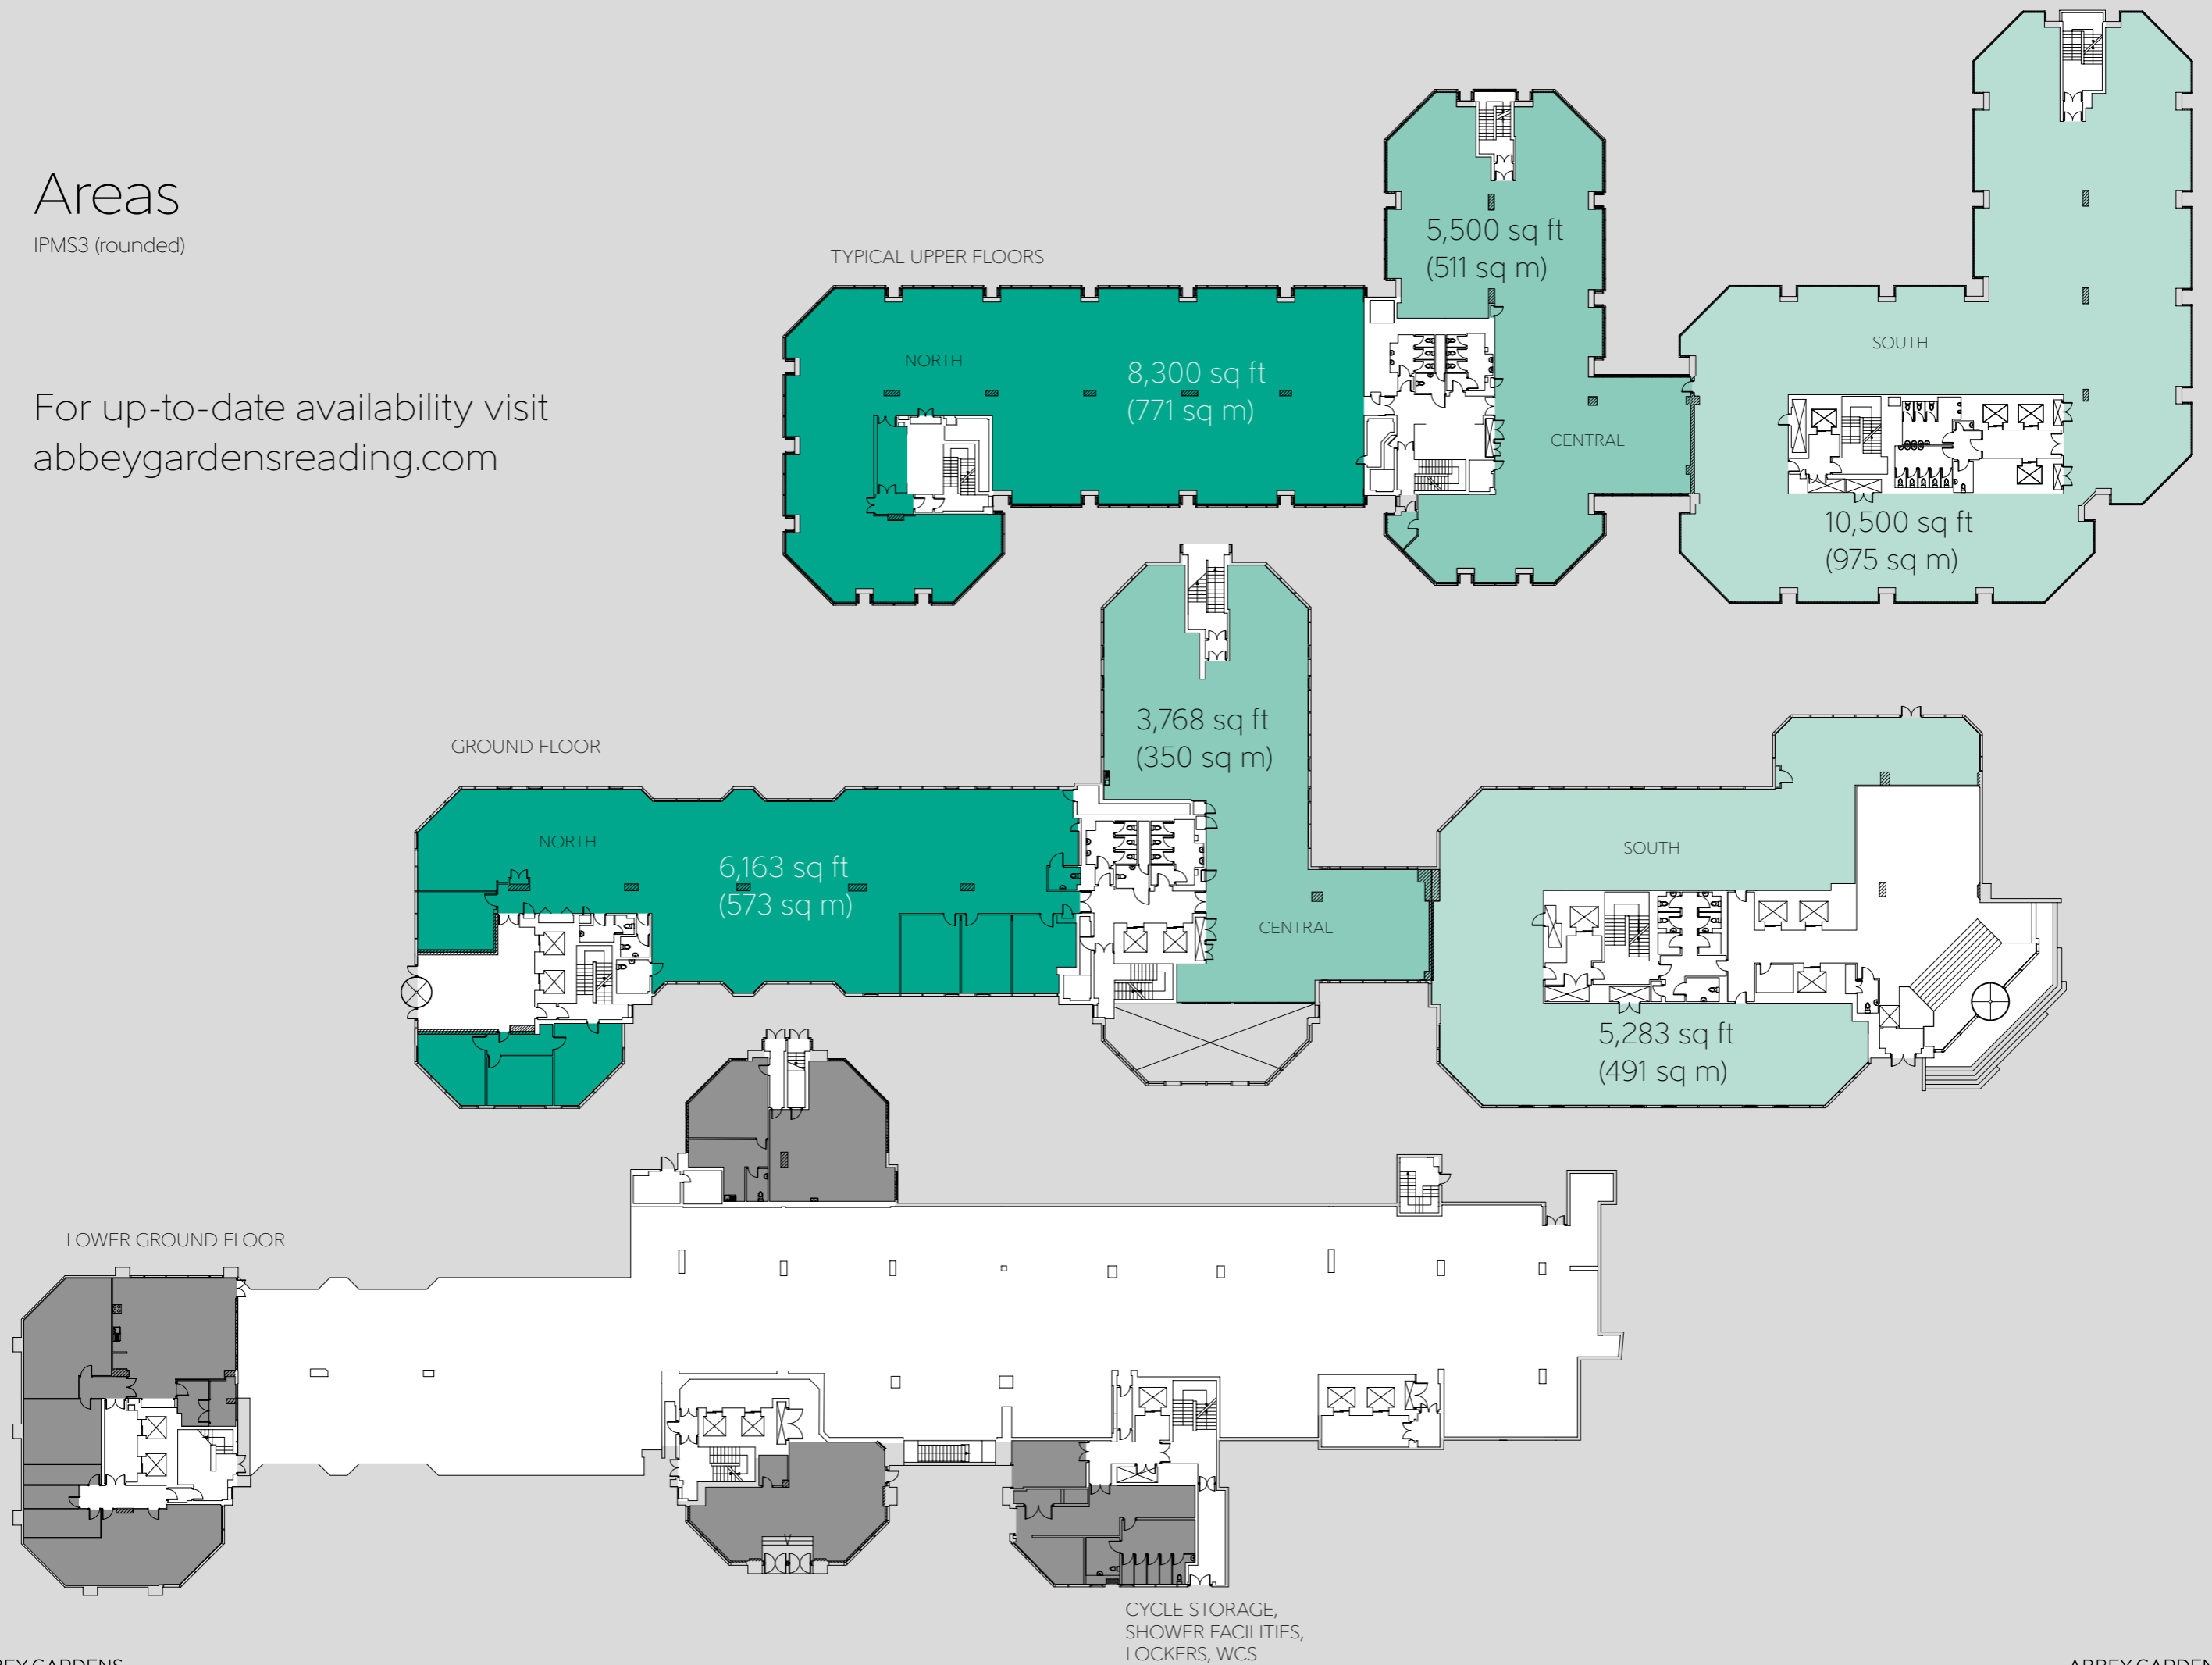 Areas
IPMS3 (rounded)
For up-to-date availability visit
abbeygardensreading.com
TYPICAL UPPER FLOORS
NORTH
8,300 sq ft
(771 sq m)
5,500 sq ft
(511 sq m)
CENTRAL
SOUTH
10,500 sq ft
(975 sq m)
GROUND FLOOR
NORTH
6,163 sq ft
(573 sq m)
3,768 sq ft
(350 sq m)
CENTRAL
SOUTH
5,283 sq ft
(491 sq m)
LOWER GROUND FLOOR
CYCLE STORAGE,
SHOWER FACILITIES,
LOCKERS, WCS